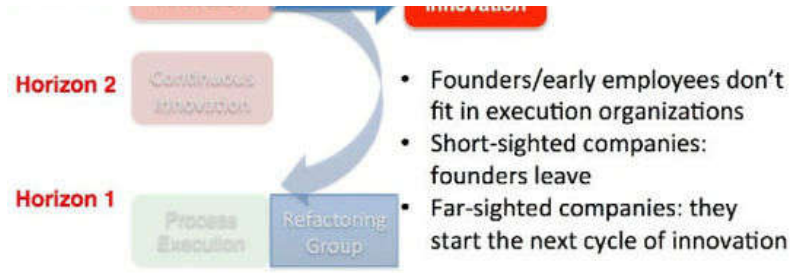 Innovation
Horizon 2
Continuous
Innovation
• Founders/early employees don't
fit in execution organizations
• Short-sighted companies:
founders leave
• Far-sighted companies: they
start the next cycle of innovation
Horizon 1
Process
Execution
Refactoring
Group